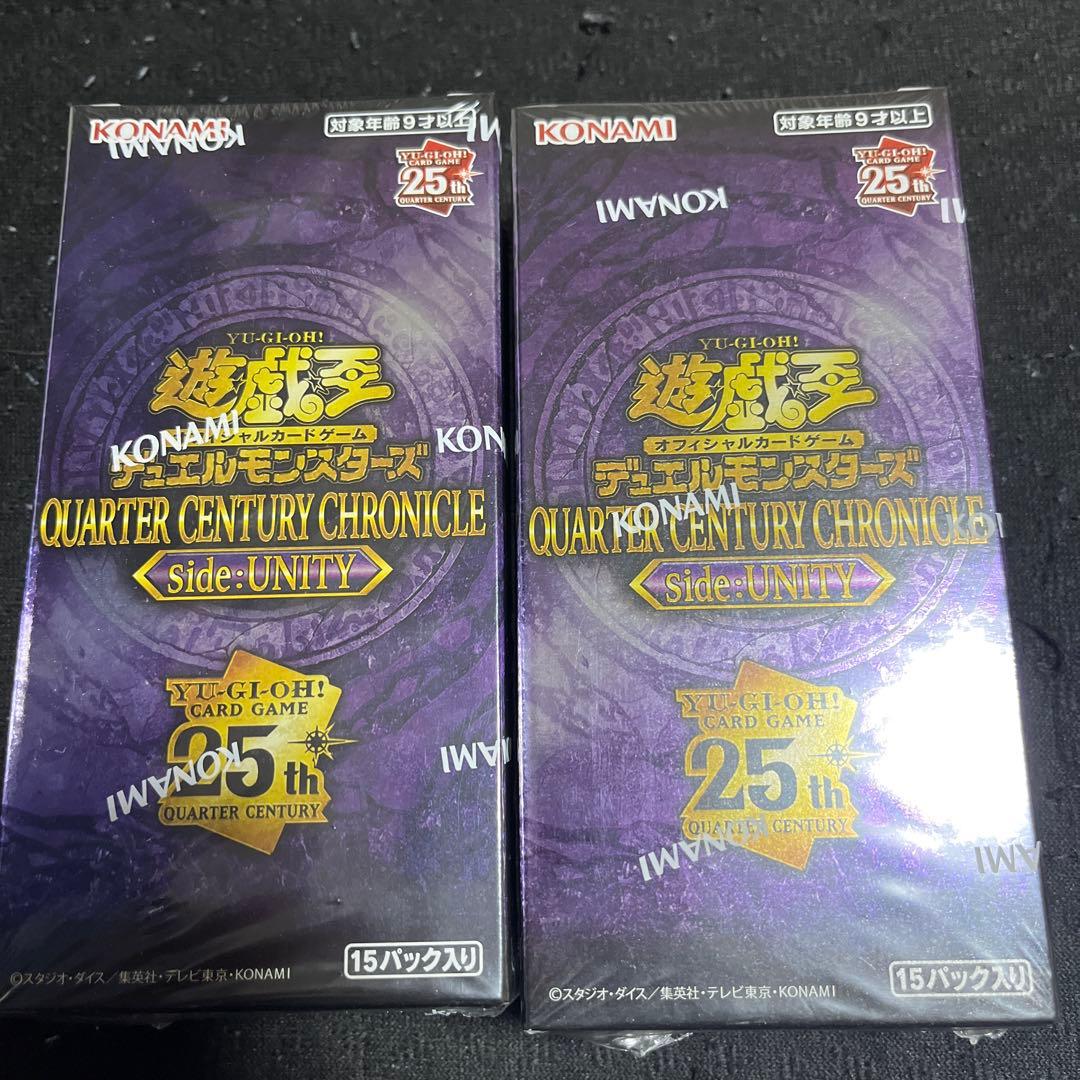 KONAMI
KONAMI
対象年齢9才以上
YU-GI-OH!
CARD GAME
25th
QUARTER CENTURY
YU-GI-OH!
遊戯王
シャルカードゲーム
KONAMI
KON
デュエルモンスターズ
QUARTER CENTURY CHRONICLE
side:UNITY
YU-GI-OH!
CARD GAME
25th
QUARTER CENTURY
KONAMI
AMI
15パック入り
©スタジオ・ダイス/集英社・テレビ東京・KONAMI
KONAMI
対象年齢9才以上
YU-GI-OH!
CARD GAME
25th
QUARTER CENTURY
KONAMI
YU-GI-OH!
遊戯王
オフィシャルカードゲーム
デュエルモンスターズ
KONAMI
QUARTER CENTURY CHRONICLE
side:UNITY
YU-GI-OH!
CARD GAME
25th
QUARTER CENTURY
KONAMI
AMI
15パック入り
©スタジオ・ダイス/集英社・テレビ東京・KONAMI